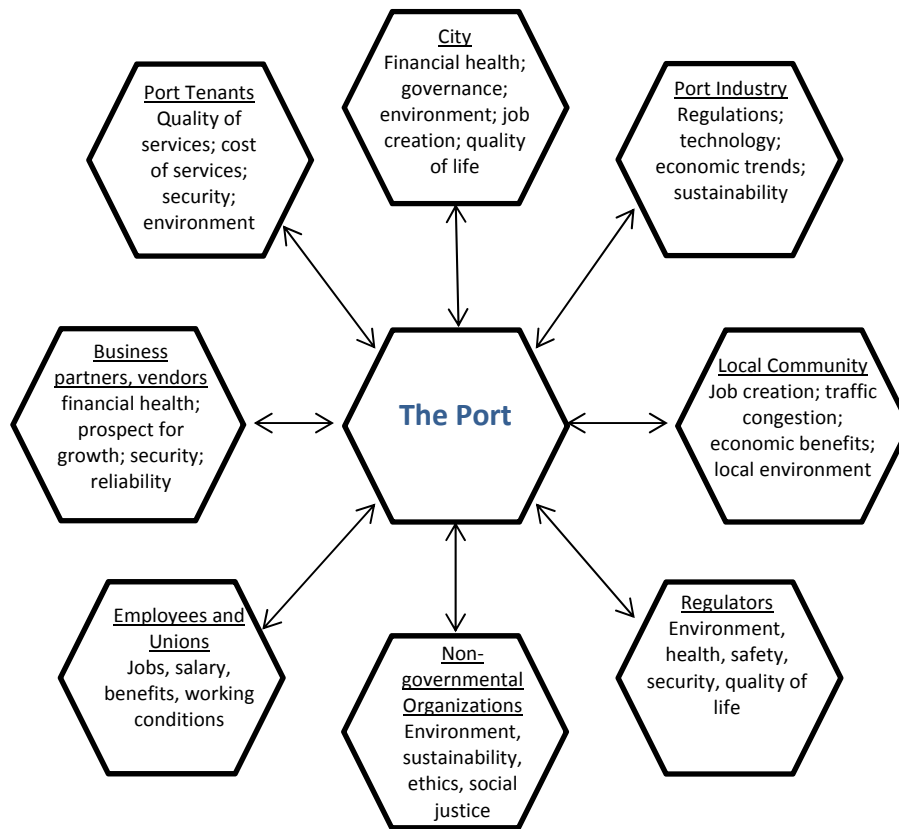 City
Financial health;
governance;
environment; job
creation; quality
of life
Port Tenants
Quality of
services; cost
of services;
security;
environment
Port Industry
Regulations;
technology;
economic trends;
sustainability
Business
partners, vendors
financial health;
prospect for
growth; security;
reliability
The Port
Local Community
Job creation; traffic
congestion;
economic benefits;
local environment
Employees and
Unions
Jobs, salary,
benefits, working
conditions
Non-
governmental
Organizations
Environment,
sustainability,
ethics, social
justice
Regulators
Environment,
health, safety,
security, quality of
life